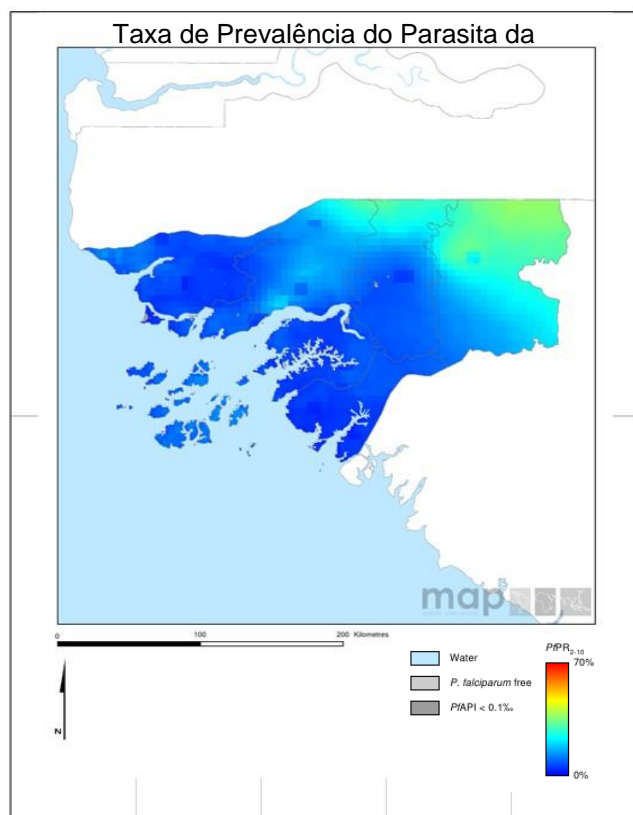 Taxa de Prevalência do Parasita da
map
0 100 200 Kilometres
Water
P. falciparum free
PfAPI < 0.1‰
PfPR2-10
70%
0%
N